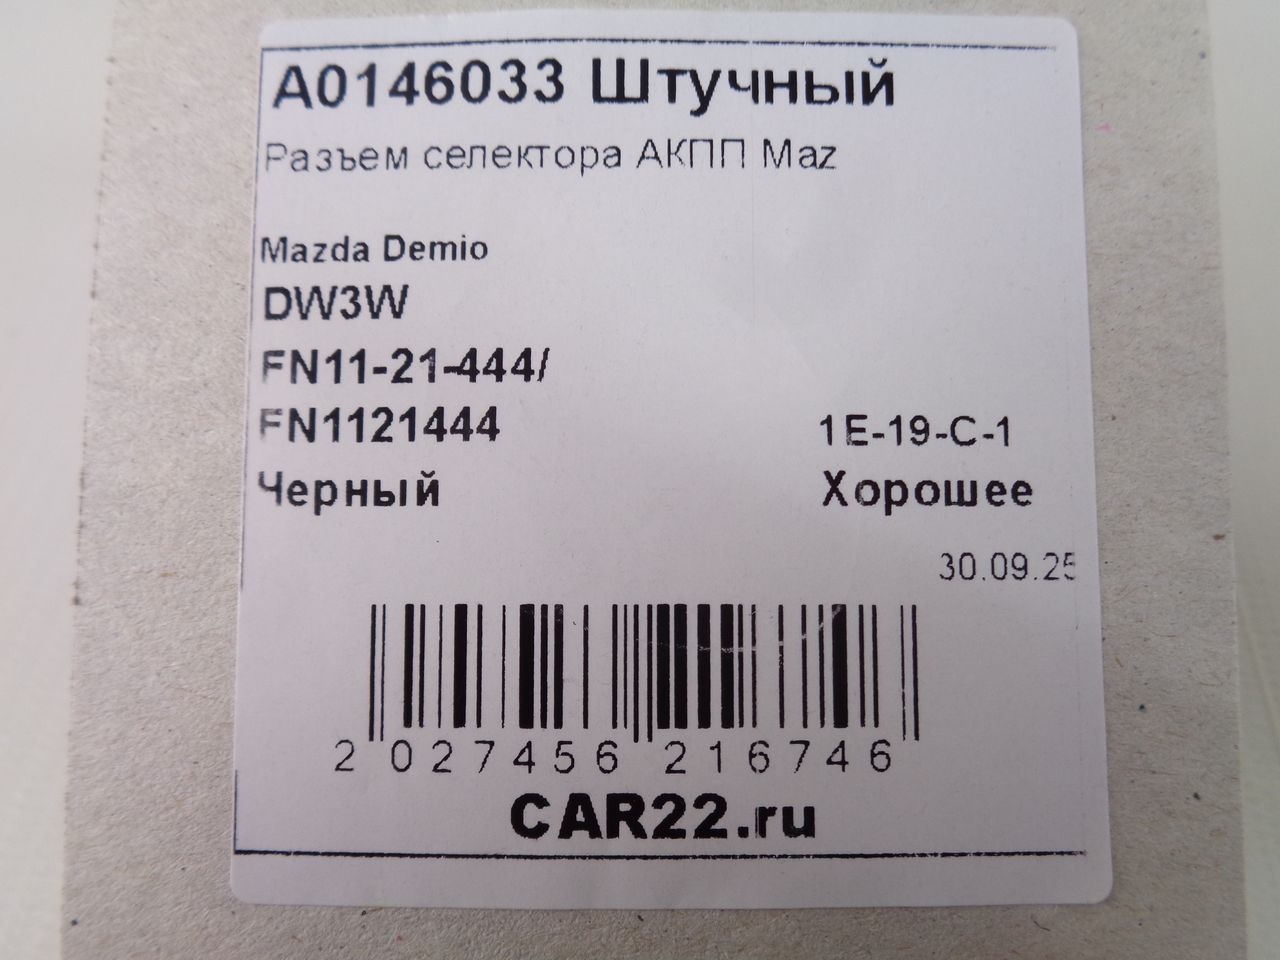 A0146033 Штучный
Разъем селектора АКПП Maz
Mazda Demio
DW3W
FN11-21-444/
FN1121444
1E-19-C-1
Черный
Хорошее
30.09.25
2 027456 216746
CAR22.ru